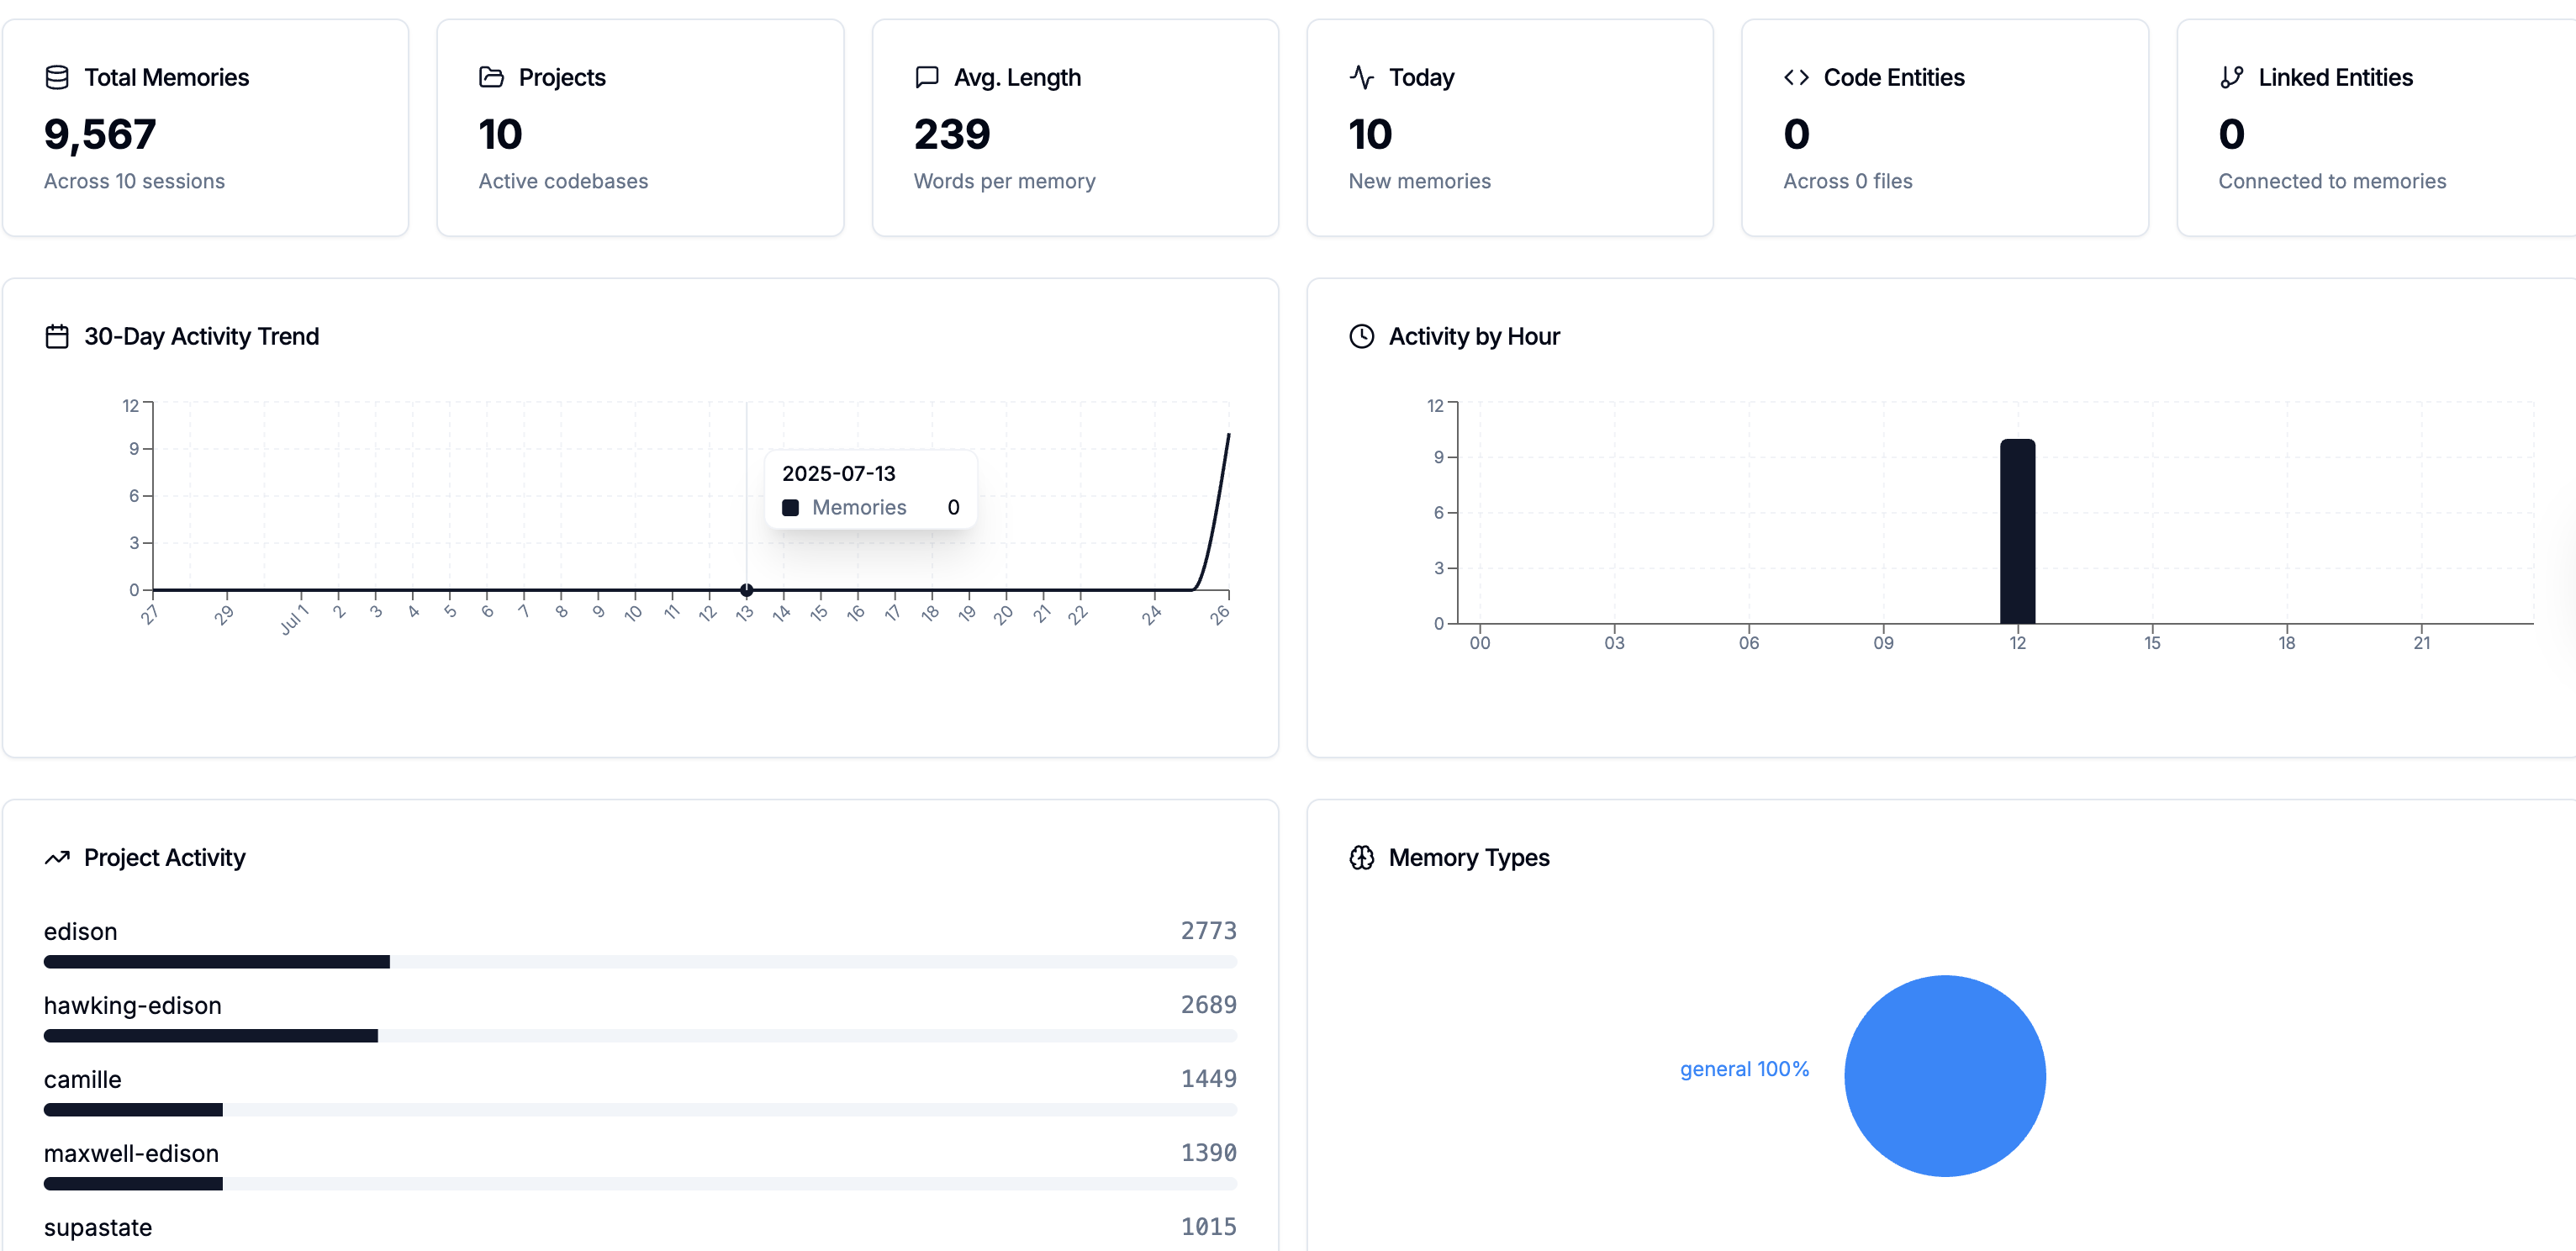 Total Memories
9,567
Across 10 sessions
Projects
10
Active codebases
Avg. Length
239
Words per memory
Today
10
New memories
Code Entities
0
Across 0 files
Linked Entities
0
Connected to memories
30-Day Activity Trend
12
9
6
3
0
27 29 Jul 1 2 3 4 5 6 7 8 9 10 11 12 13 14 15 16 17 18 19 20 21 22 24 26
2025-07-13
Memories 0
Activity by Hour
12
9
6
3
0
00 03 06 09 12 15 18 21
Project Activity
edison 2773
hawking-edison 2689
camille 1449
maxwell-edison 1390
supastate 1015
Memory Types
general 100%